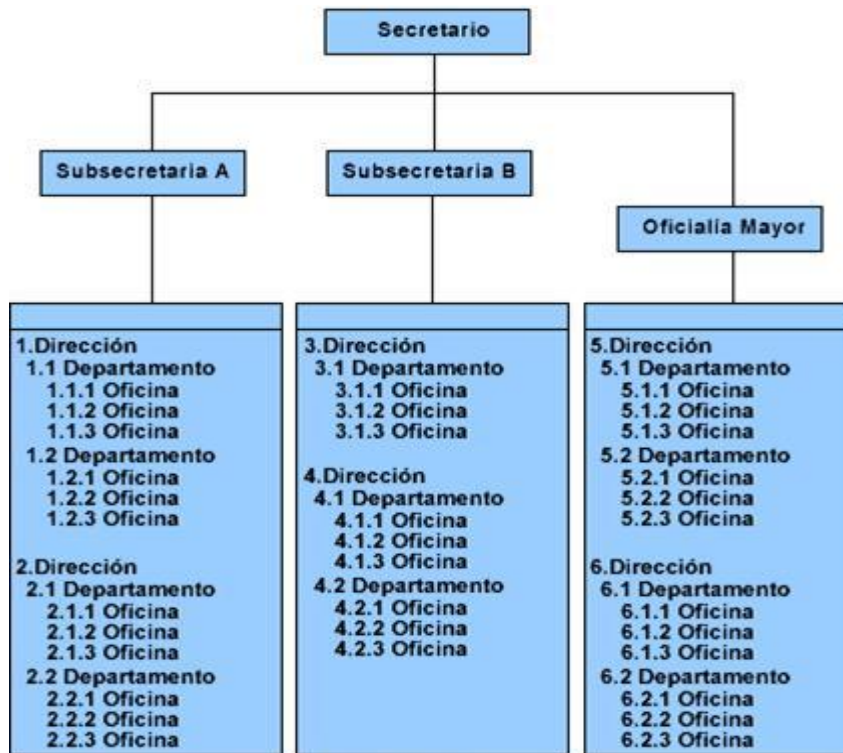 Secretario
Subsecretaria A
Subsecretaria B
Oficialía Mayor
1.Dirección
1.1 Departamento
1.1.1 Oficina
1.1.2 Oficina
1.1.3 Oficina
1.2 Departamento
1.2.1 Oficina
1.2.2 Oficina
1.2.3 Oficina
2.Dirección
2.1 Departamento
2.1.1 Oficina
2.1.2 Oficina
2.1.3 Oficina
2.2 Departamento
2.2.1 Oficina
2.2.2 Oficina
2.2.3 Oficina
3.Dirección
3.1 Departamento
3.1.1 Oficina
3.1.2 Oficina
3.1.3 Oficina
4.Dirección
4.1 Departamento
4.1.1 Oficina
4.1.2 Oficina
4.1.3 Oficina
4.2 Departamento
4.2.1 Oficina
4.2.2 Oficina
4.2.3 Oficina
5.Dirección
5.1 Departamento
5.1.1 Oficina
5.1.2 Oficina
5.1.3 Oficina
5.2 Departamento
5.2.1 Oficina
5.2.2 Oficina
5.2.3 Oficina
6.Dirección
6.1 Departamento
6.1.1 Oficina
6.1.2 Oficina
6.1.3 Oficina
6.2 Departamento
6.2.1 Oficina
6.2.2 Oficina
6.2.3 Oficina